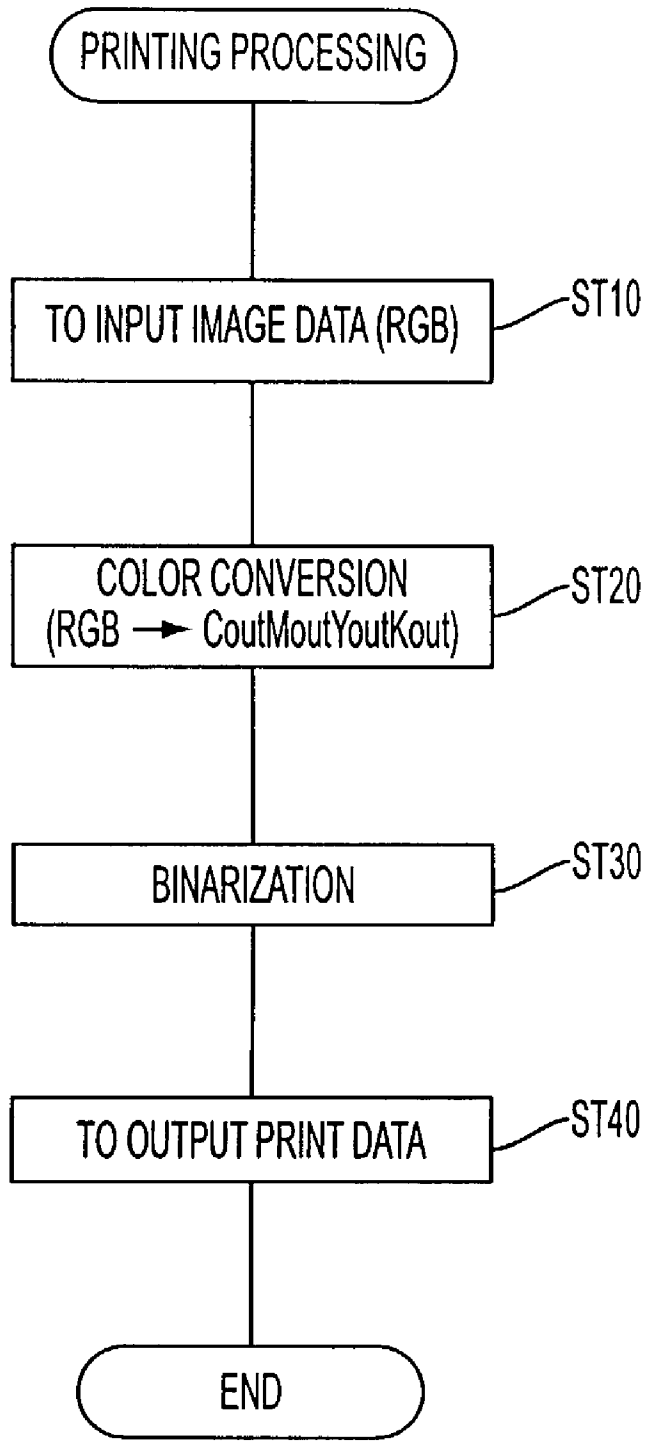 PRINTING PROCESSING
TO INPUT IMAGE DATA (RGB)
ST10
COLOR CONVERSION
(RGB → CoutMoutYoutKout)
ST20
BINARIZATION
ST30
TO OUTPUT PRINT DATA
ST40
END